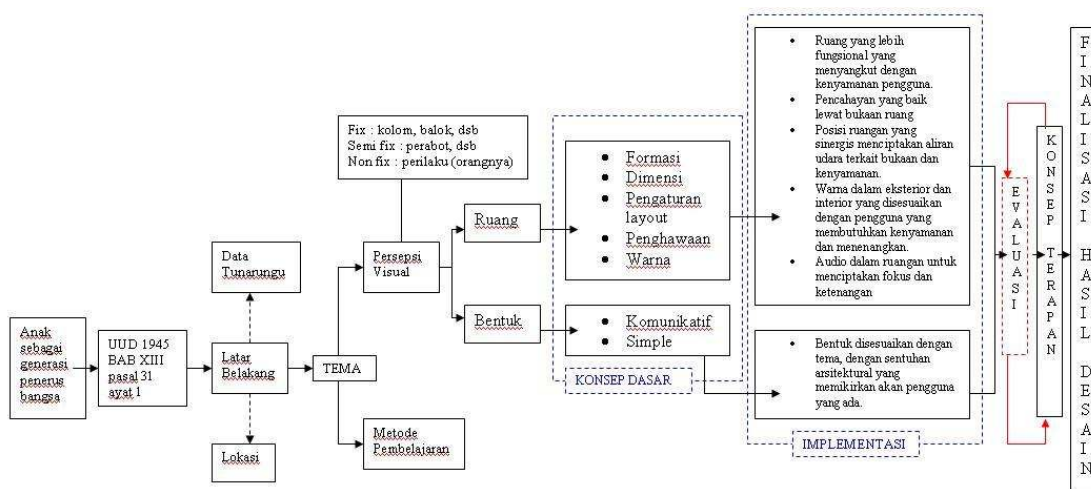 Anak
sebagai
generasi
penerus
bangsa
UUD 1945
BAB XIII
pasal 31
ayat 1
Data
Tunarungu
Latar
Belakang
Lokasi
TEMA
Fix : kolom, balok, dsb
Semi fix : perabot, dsb
Non fix : perilaku (orangnya)
Persepsi
Visual
Metode
Pembelajaran
Ruang
Bentuk
Formasi
Dimensi
Pengaturan
layout
Penghawaan
Warna
Komunikatif
Simple
KONSEP DASAR
Ruang yang lebih
fungsional yang
menyangkut dengan
kenyamanan pengguna.
Pencahayan yang baik
lewat bukaan ruang
Posisi ruangan yang
sinergis menciptakan aliran
udara terkait bukaan dan
kenyamanan.
Warna dalam eksterior dan
interior yang disesuaikan
dengan pengguna yang
membutuhkan kenyamanan
dan menenangkan.
Audio dalam ruangan untuk
menciptakan fokus dan
ketenangan
Bentuk disesuaikan dengan
tema, dengan sentuhan
arsitektural yang
memikirkan akan pengguna
yang ada.
IMPLEMENTASI
EVALUASI
KONSEP TERAPAN
FINALISASI HASIL DESAIN